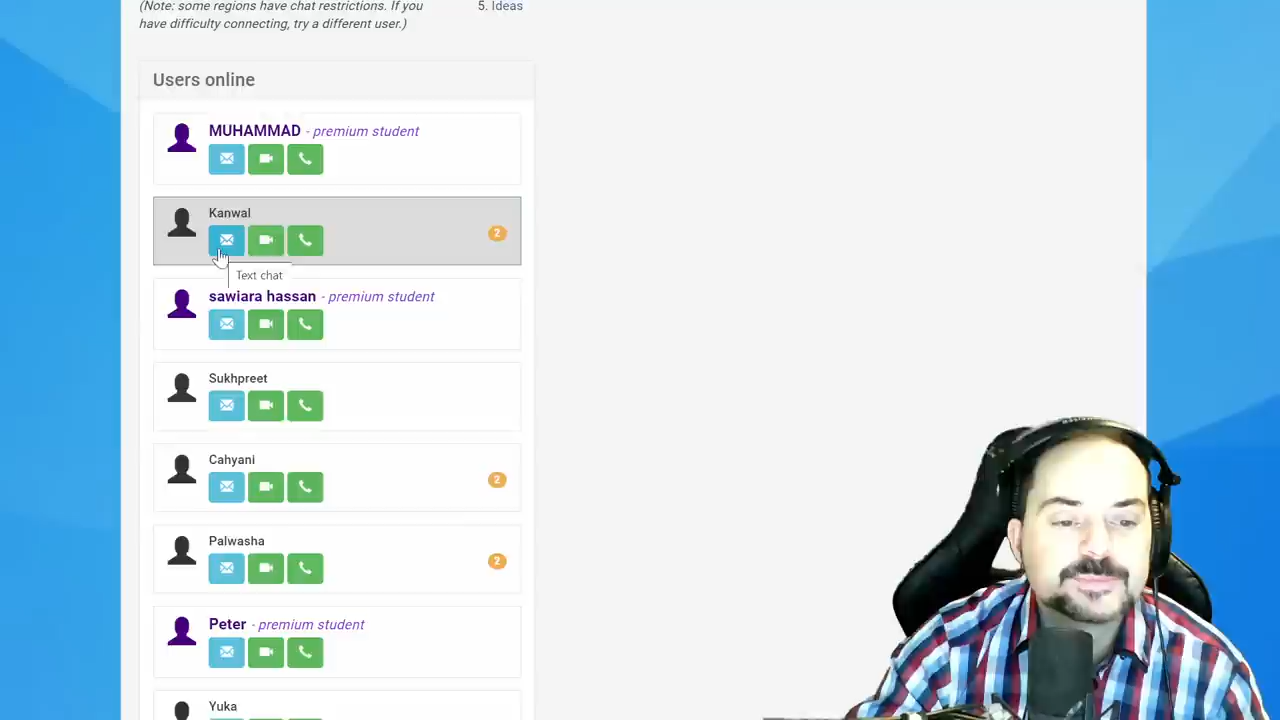 (Note: some regions have chat restrictions. If you
have difficulty connecting, try a different user.)
5. Ideas
Users online
MUHAMMAD - premium student
Kanwal
2
Text chat
sawiara hassan - premium student
Sukhpreet
Cahyani
2
Palwasha
2
Peter - premium student
Yuka